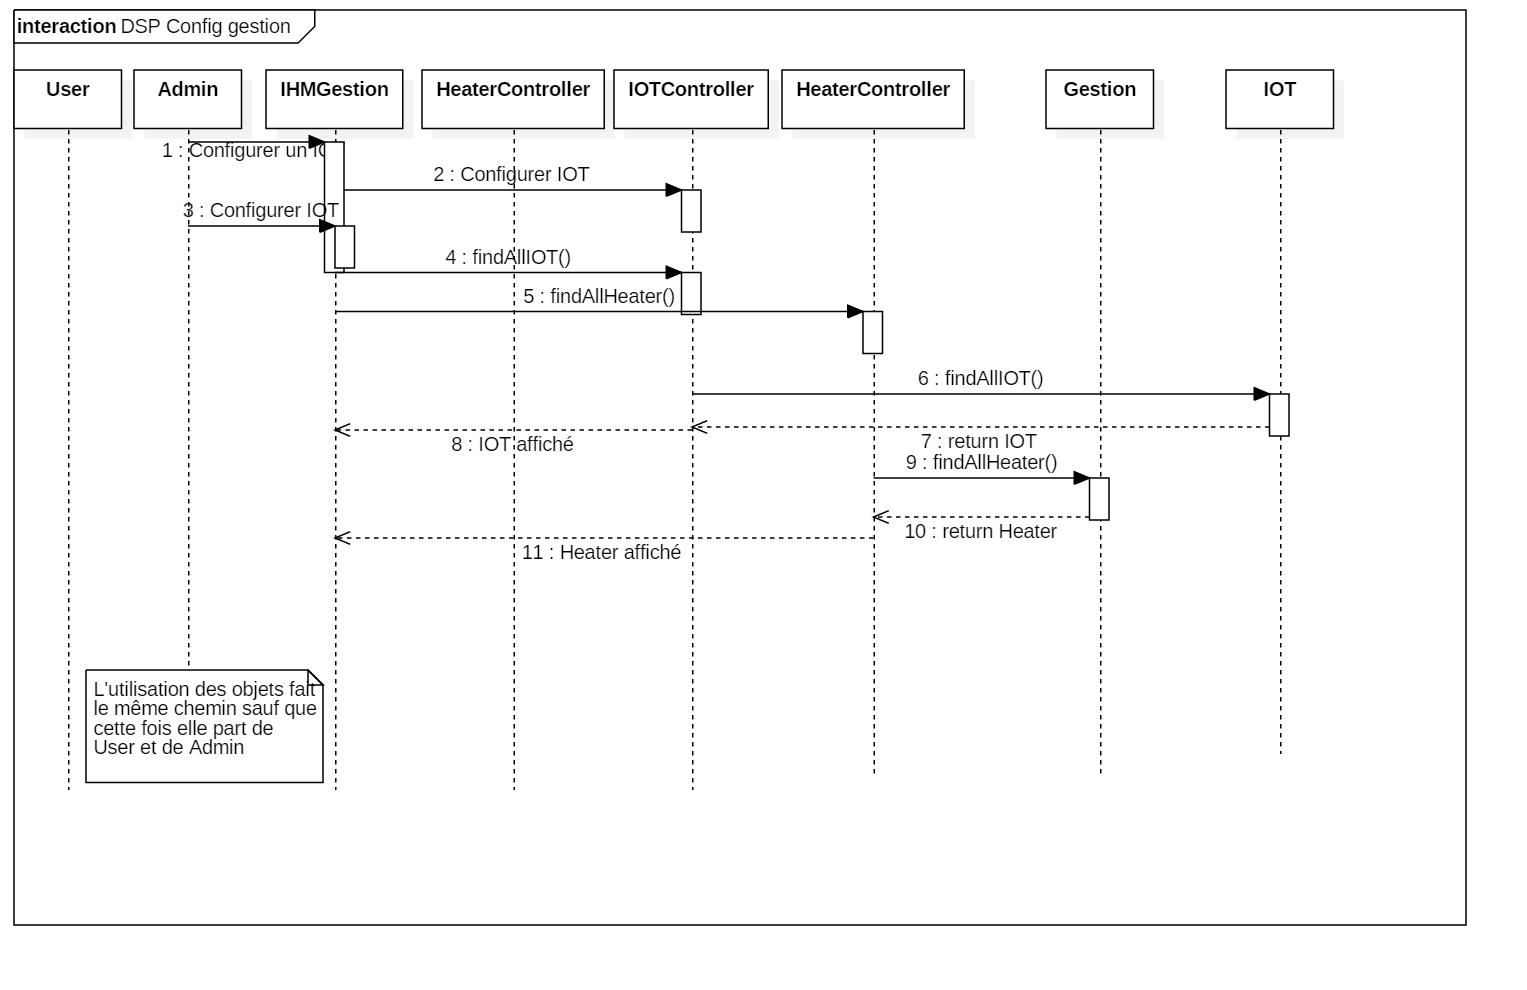 interaction DSP Config gestion
User
Admin
IHMGestion
HeaterController
IOTController
HeaterController
Gestion
IOT
1 : Configurer un
2 : Configurer IOT
3 : Configurer IOT
4 : findAllIOT()
5 : findAllHeater()
6 : findAllIOT()
7 : return IOT
8 : IOT affiché
9 : findAllHeater()
10 : return Heater
11 : Heater affiché
L'utilisation des objets fait
le même chemin sauf que
cette fois elle part de
User et de Admin